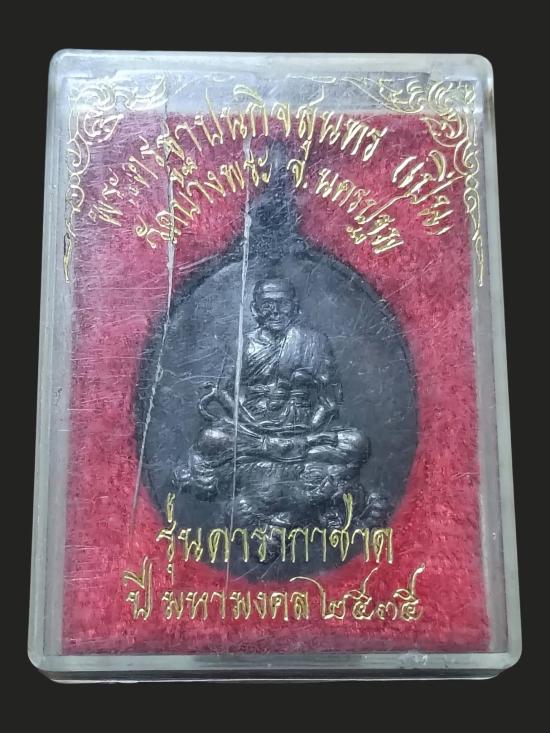 พระครูฐาปนกิจสุนทร (เปิ่น)
วัดบางพระ จ.นครปฐม
รุ่นดารากาชาด
ปีมหามงคล ๒๕๓๕